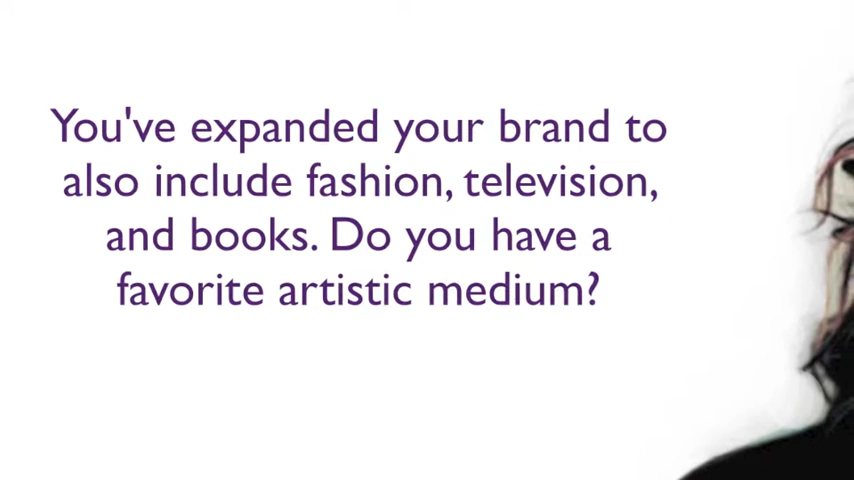 You've expanded your brand to
also include fashion, television,
and books. Do you have a
favorite artistic medium?